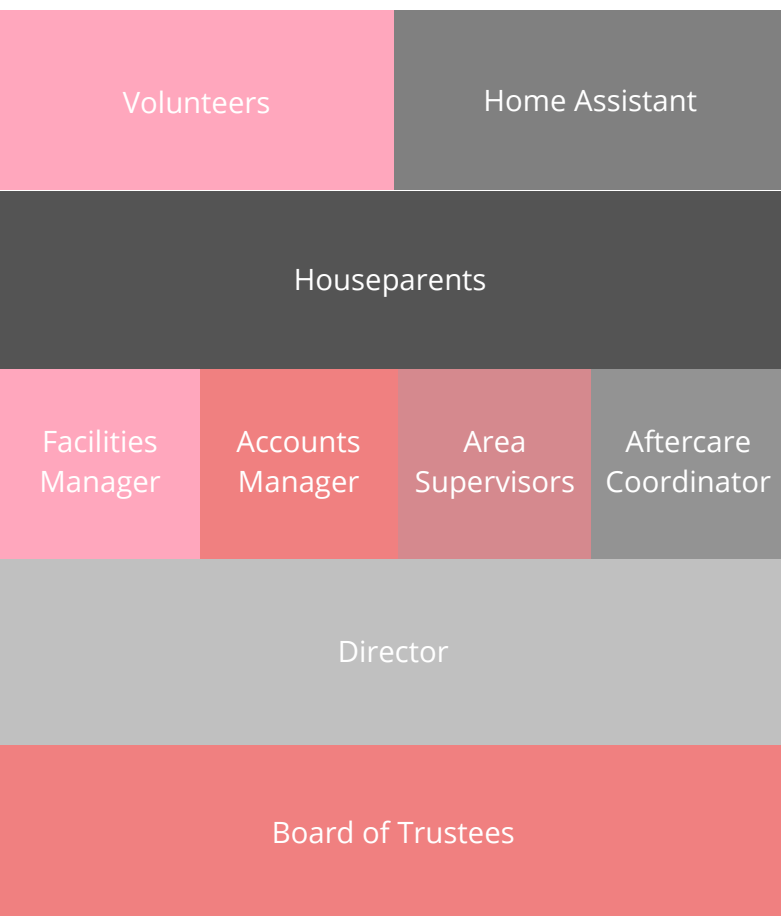 Volunteers
Home Assistant
Houseparents
Facilities
Manager
Accounts
Manager
Area
Supervisors
Aftercare
Coordinator
Director
Board of Trustees